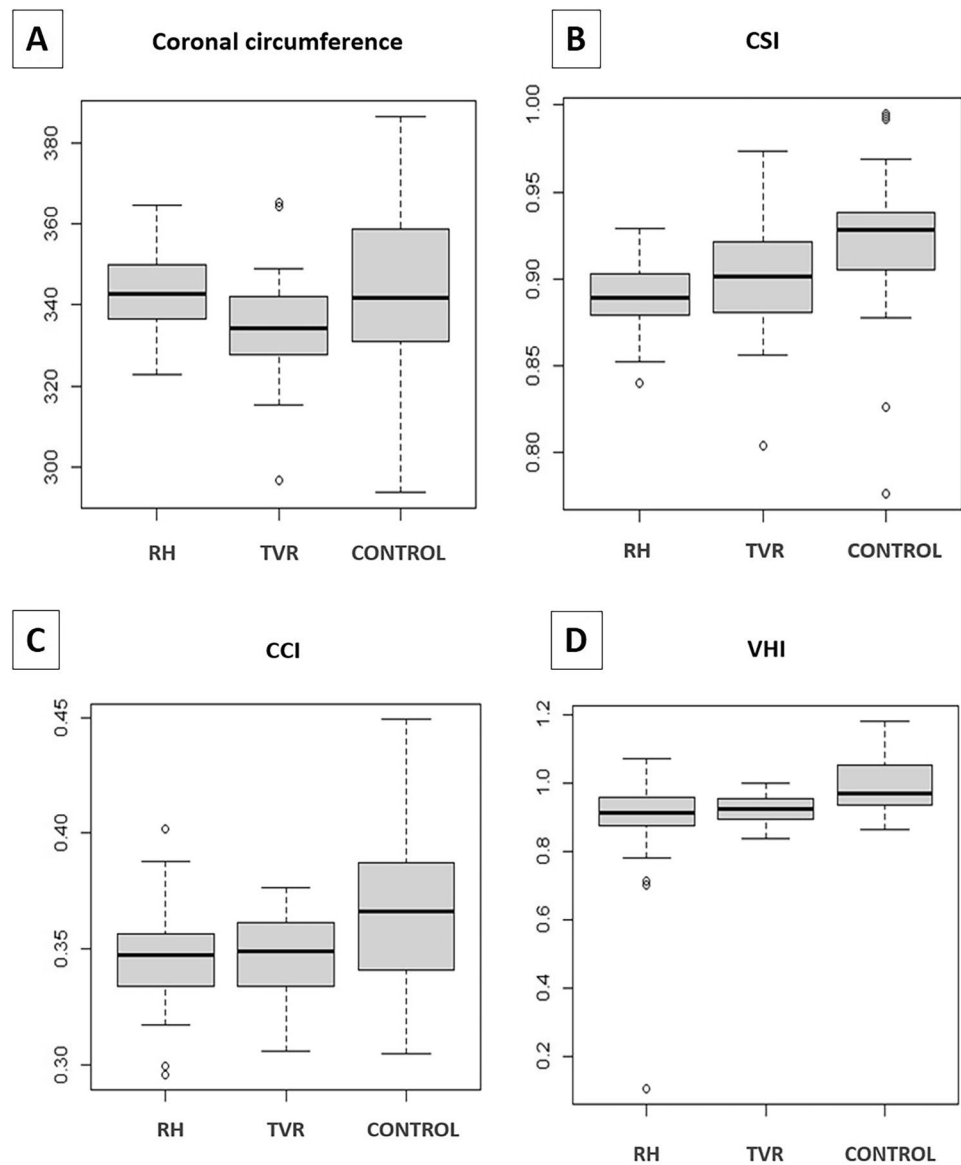 A
Coronal circumference
380
360
340
320
300
RH TVR CONTROL
B
CSI
1.00
0.95
0.90
0.85
0.80
RH TVR CONTROL
C
CCI
0.45
0.40
0.35
0.30
RH TVR CONTROL
D
VHI
1.2
1.0
0.8
0.6
0.4
0.2
RH TVR CONTROL